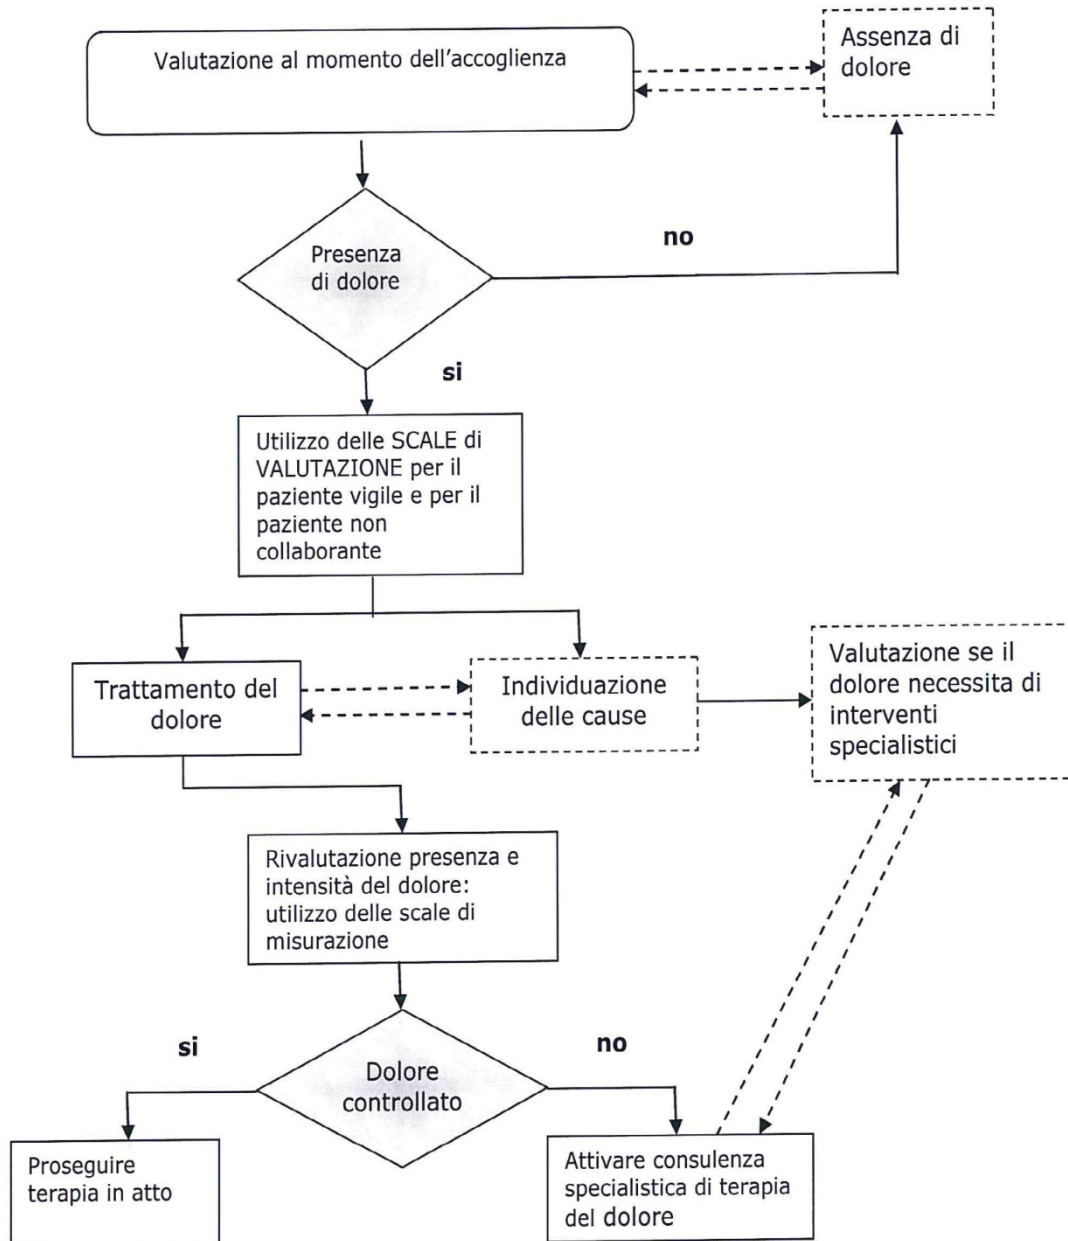 Valutazione al momento dell'accoglienza
Assenza di
dolore
Presenza
di dolore
no
si
Utilizzo delle SCALE di
VALUTAZIONE per il
paziente vigile e per il
paziente non
collaborante
Trattamento del
dolore
Individuazione
delle cause
Valutazione se il
dolore necessita di
interventi
specialistici
Rivalutazione presenza e
intensità del dolore:
utilizzo delle scale di
misurazione
si
no
Dolore
controllato
Proseguire
terapia in atto
Attivare consulenza
specialistica di terapia
del dolore